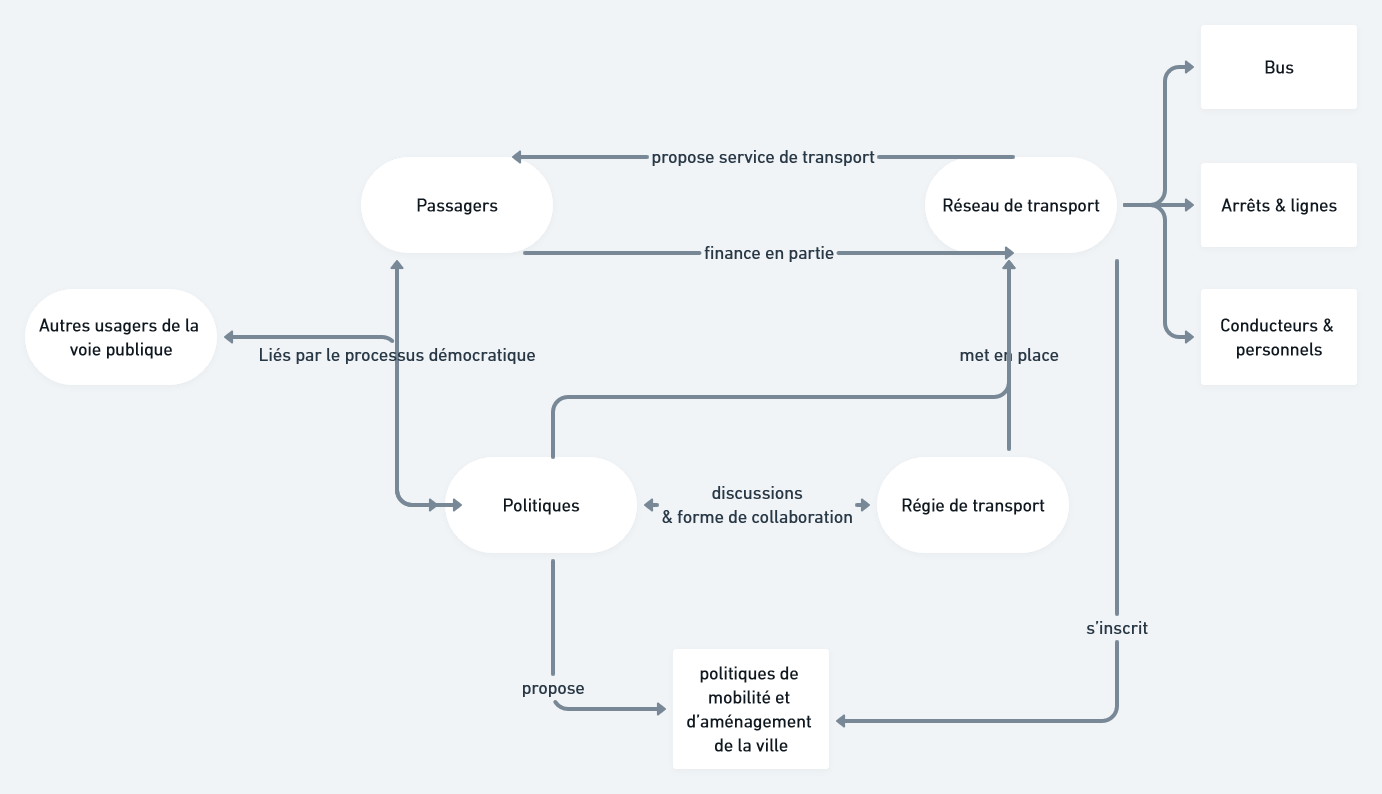 Bus
propose service de transport
Passagers
Réseau de transport
Arrêts & lignes
finance en partie
Autres usagers de la
voie publique
Conducteurs &
personnels
Liés par le processus démocratique
met en place
Politiques
discussions
& forme de collaboration
Régie de transport
s’inscrit
propose
politiques de
mobilité et
d’aménagement
de la ville